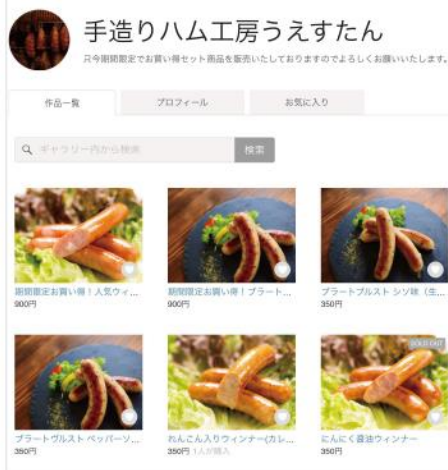 手造りハム工房うえすたん
只今期間限定でお買い得セット商品を販売いたしておりますのでよろしくお願いいたします。
作品一覧 プロフィール お気に入り
ギャラリー内から検索 検索
期間限定お買い得！人気ウィ...
900円
期間限定お買い得！ブラート...
900円
ブラートブルスト シソ味（生...
350円
SOLD OUT
ブラートヴルスト ペッパーソ...
350円
れんこん入りウィンナー(カレ...
350円 1人が購入
にんにく醤油ウィンナー
350円